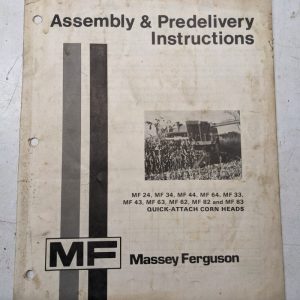 Assembly & Predelivery
Instructions
MF 24, MF 34, MF 44, MF 64, MF 33,
MF 43, MF 63, MF 62, MF 82 and MF 83
QUICK-ATTACH CORN HEADS
MF
Massey Ferguson